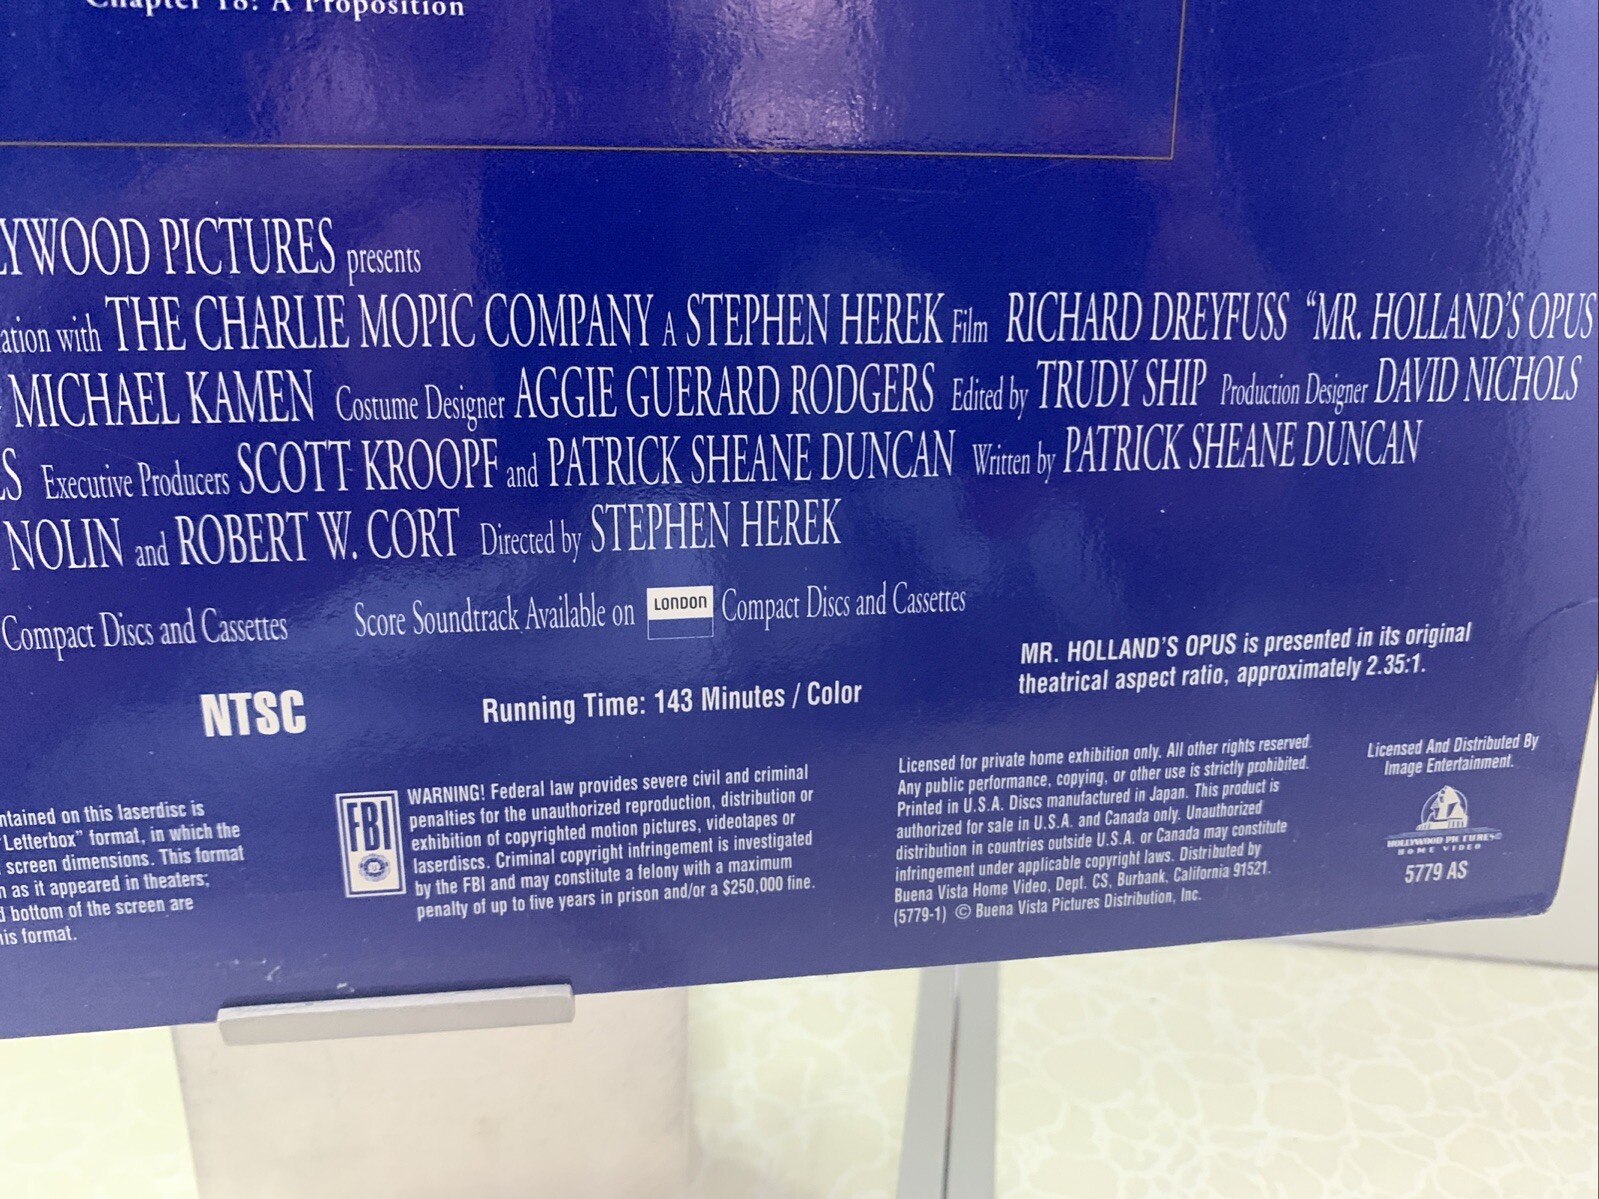 Chapter 18: A Proposition
YWOOD PICTURES presents
ation with THE CHARLIE MOPIC COMPANY A STEPHEN HEREK Film RICHARD DREYFUSS “MR. HOLLAND'S OPUS
MICHAEL KAMEN Costume Designer AGGIE GUERARD RODGERS Edited by TRUDY SHIP Production Designer DAVID NICHOLS
S Executive Producers SCOTT KROOPF and PATRICK SHEANE DUNCAN Written by PATRICK SHEANE DUNCAN
NOLIN and ROBERT W. CORT Directed by STEPHEN HEREK
Compact Discs and Cassettes Score Soundtrack Available on LONDON Compact Discs and Cassettes
MR. HOLLAND'S OPUS is presented in its original
theatrical aspect ratio, approximately 2.35:1.
NTSC
Running Time: 143 Minutes / Color
ntained on this laserdisc is
"Letterbox" format, in which the
screen dimensions. This format
n as it appeared in theaters;
d bottom of the screen are
his format.
FBI
WARNING! Federal law provides severe civil and criminal
penalties for the unauthorized reproduction, distribution or
exhibition of copyrighted motion pictures, videotapes or
laserdiscs. Criminal copyright infringement is investigated
by the FBI and may constitute a felony with a maximum
penalty of up to five years in prison and/or a $250,000 fine.
Licensed for private home exhibition only. All other rights reserved.
Any public performance, copying, or other use is strictly prohibited.
Printed in U.S.A. Discs manufactured in Japan. This product is
authorized for sale in U.S.A. and Canada only. Unauthorized
distribution in countries outside U.S.A. or Canada may constitute
infringement under applicable copyright laws. Distributed by
Buena Vista Home Video, Dept. CS, Burbank, California 91521.
(5779-1) © Buena Vista Pictures Distribution, Inc.
Licensed And Distributed By
Image Entertainment.
HOLLYWOOD PICTURES©
HOME VIDEO
5779 AS